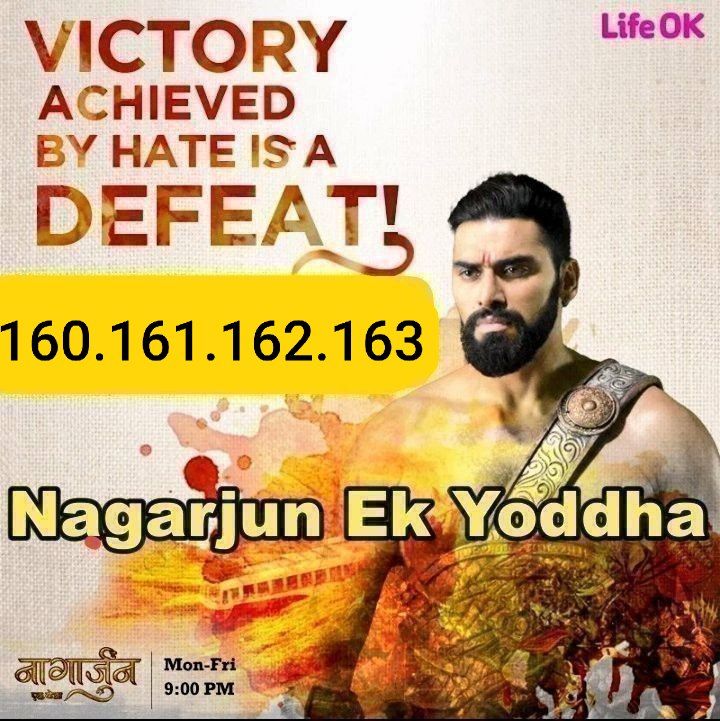 Life OK
VICTORY
ACHIEVED
BY HATE IS A
DEFEAT!
160.161.162.163
Nagarjun Ek Yoddha
नागार्जुन
एक योद्धा
Mon-Fri
9:00 PM